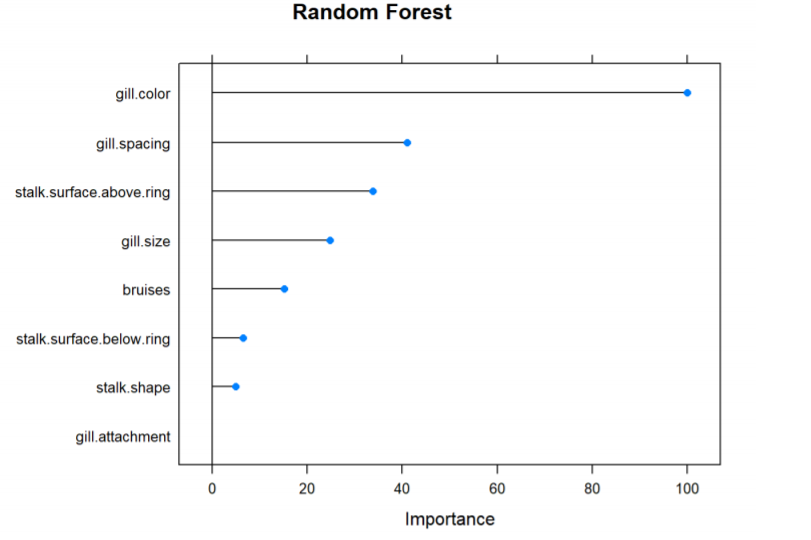 Random Forest
gill.color
gill.spacing
stalk.surface.above.ring
gill.size
bruises
stalk.surface.below.ring
stalk.shape
gill.attachment
0 20 40 60 80 100
Importance